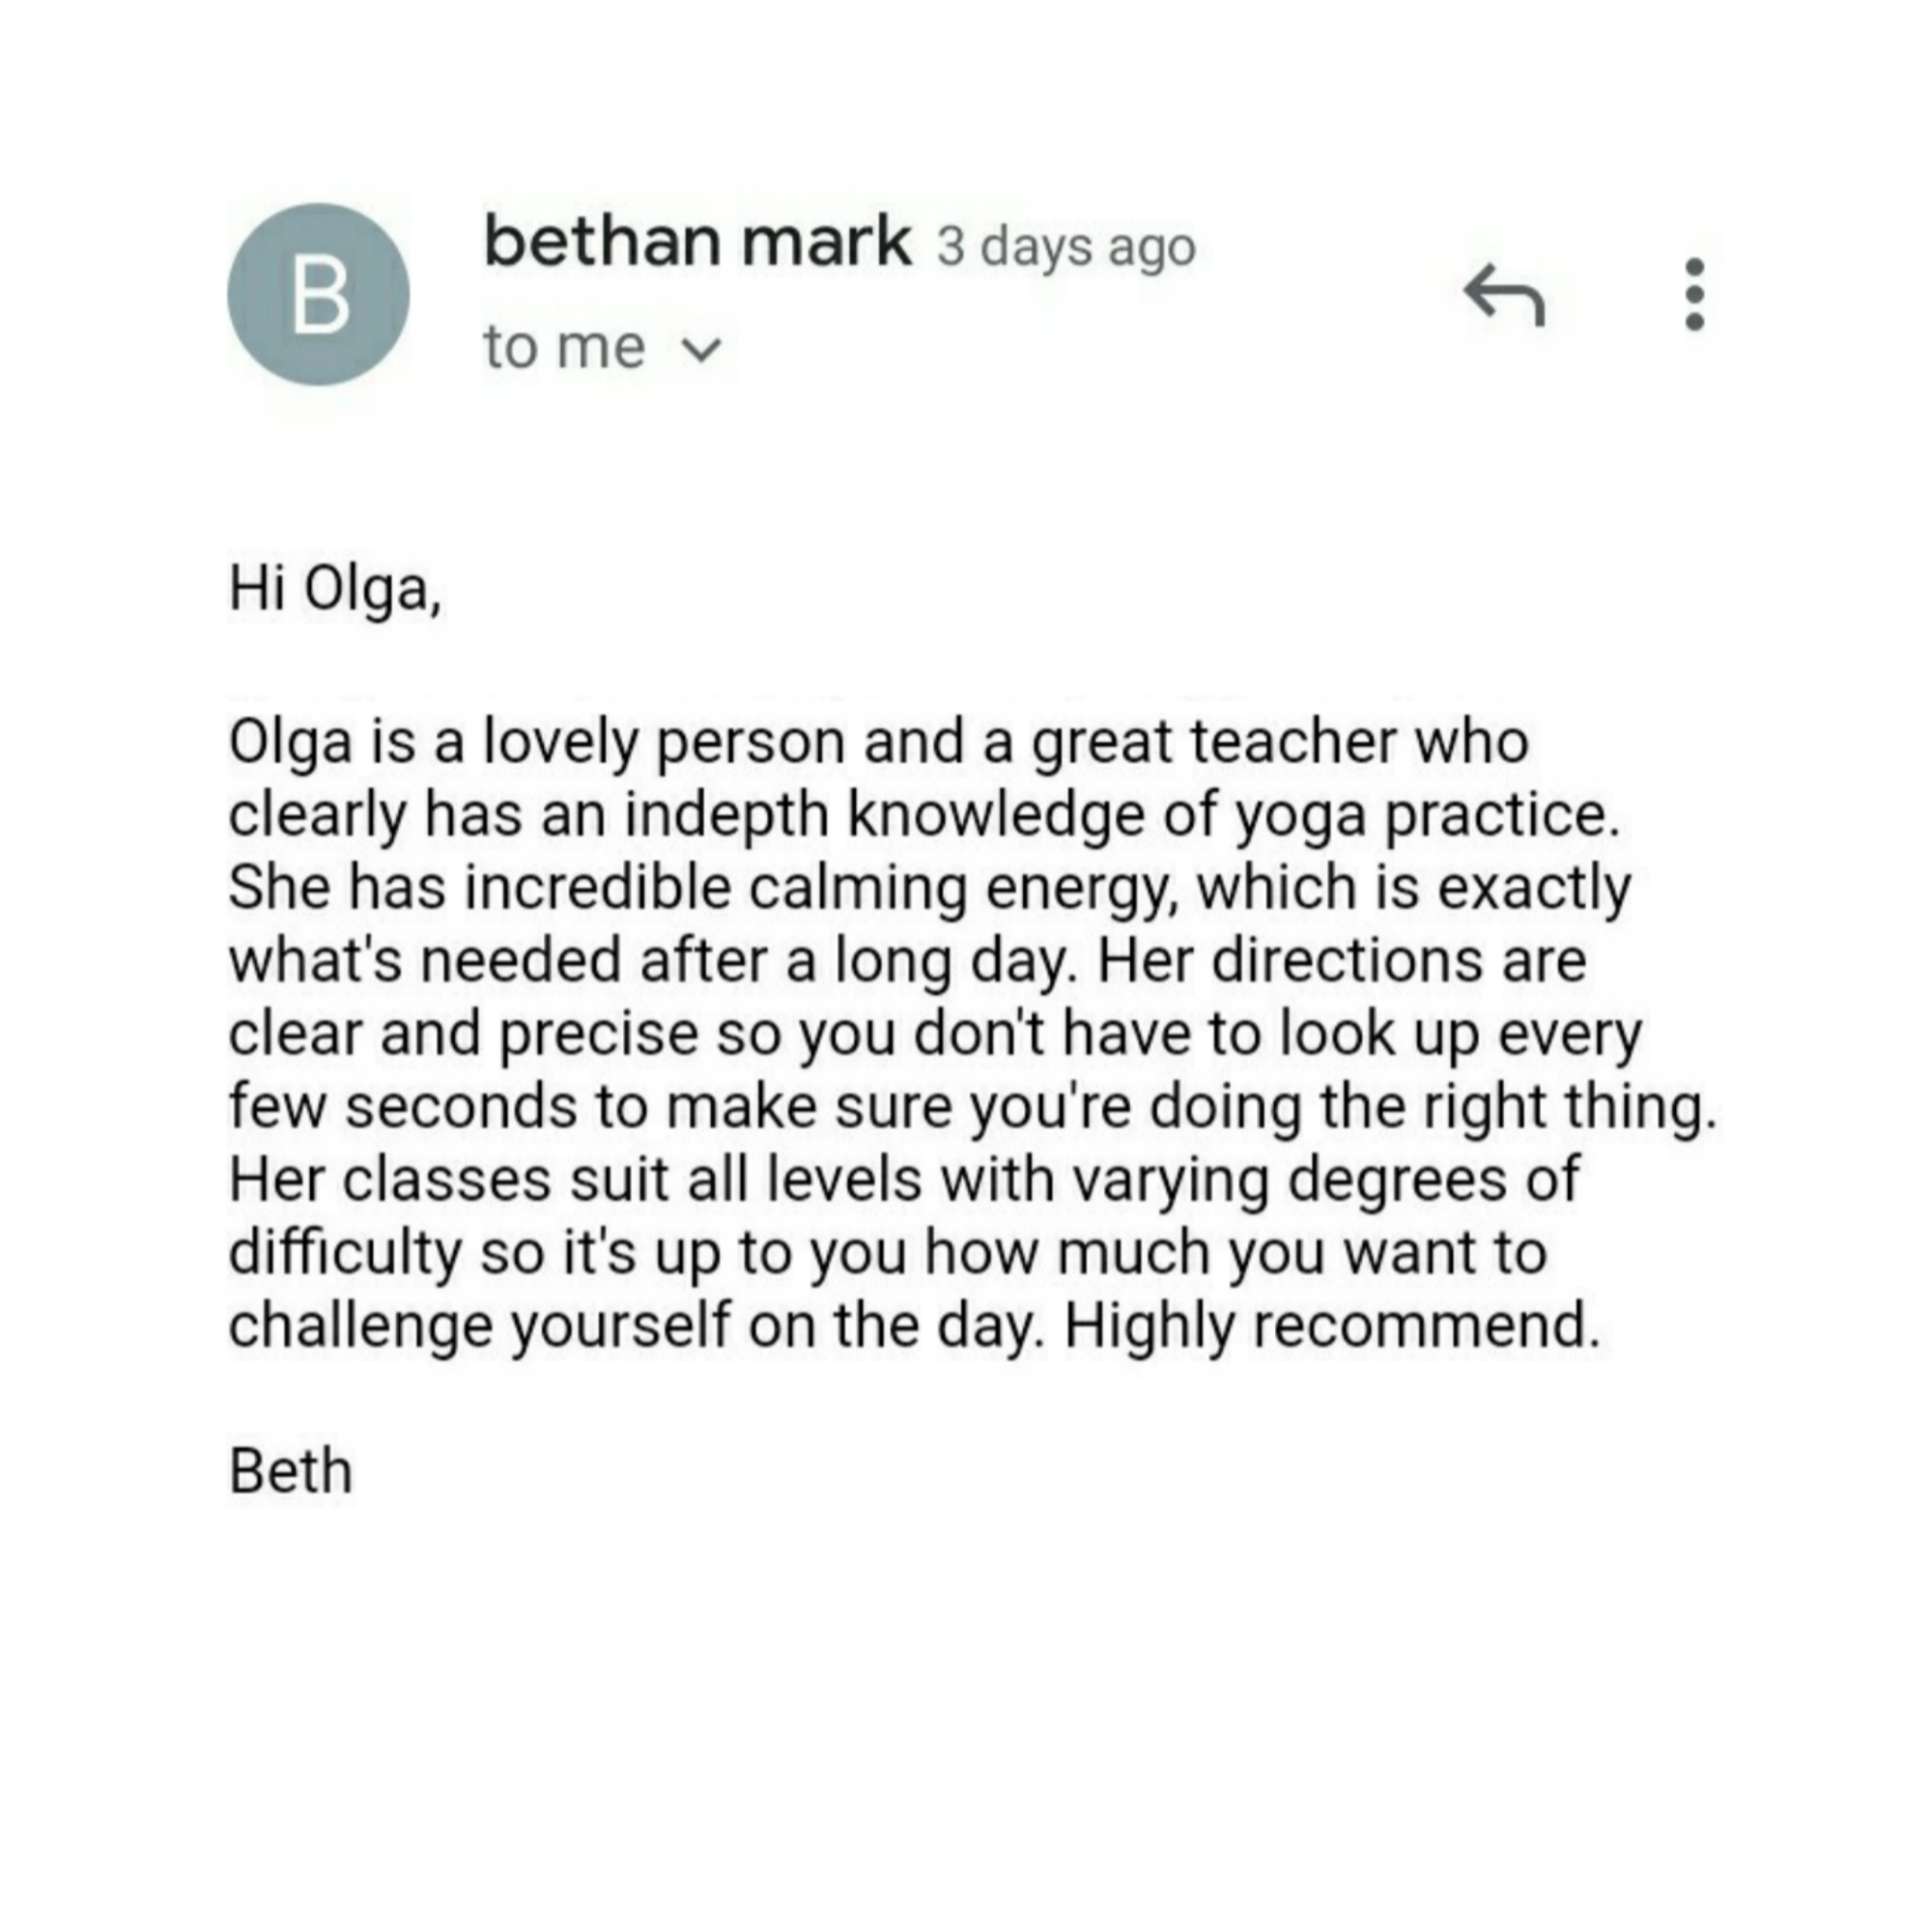 B
bethan mark 3 days ago
to me
Hi Olga,
Olga is a lovely person and a great teacher who
clearly has an indepth knowledge of yoga practice.
She has incredible calming energy, which is exactly
what's needed after a long day. Her directions are
clear and precise so you don't have to look up every
few seconds to make sure you're doing the right thing.
Her classes suit all levels with varying degrees of
difficulty so it's up to you how much you want to
challenge yourself on the day. Highly recommend.
Beth